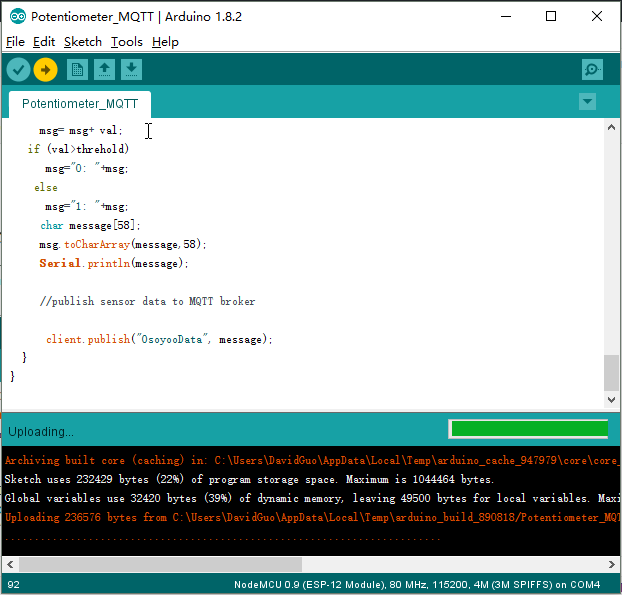 Potentiometer_MQTT | Arduino 1.8.2
File Edit Sketch Tools Help
Potentiometer_MQTT
msg= msg+ val;
if (val>threhold)
msg="0: "+msg;
else
msg="1: "+msg;
char message[58];
msg.toCharArray(message,58);
Serial.println(message);
//publish sensor data to MQTT broker
client.publish("OsoyooData", message);
}
}
Uploading...
Archiving built core (caching) in: C:\Users\DavidGuo\AppData\Local\Temp\arduino_cache_947979\core\core_
Sketch uses 232429 bytes (22%) of program storage space. Maximum is 1044464 bytes.
Global variables use 32420 bytes (39%) of dynamic memory, leaving 49500 bytes for local variables. Maxi
Uploading 236576 bytes from C:\Users\DavidGuo\AppData\Local\Temp\arduino_build_890818/Potentiometer_MQT
................................................................................
92
NodeMCU 0.9 (ESP-12 Module), 80 MHz, 115200, 4M (3M SPIFFS) on COM4